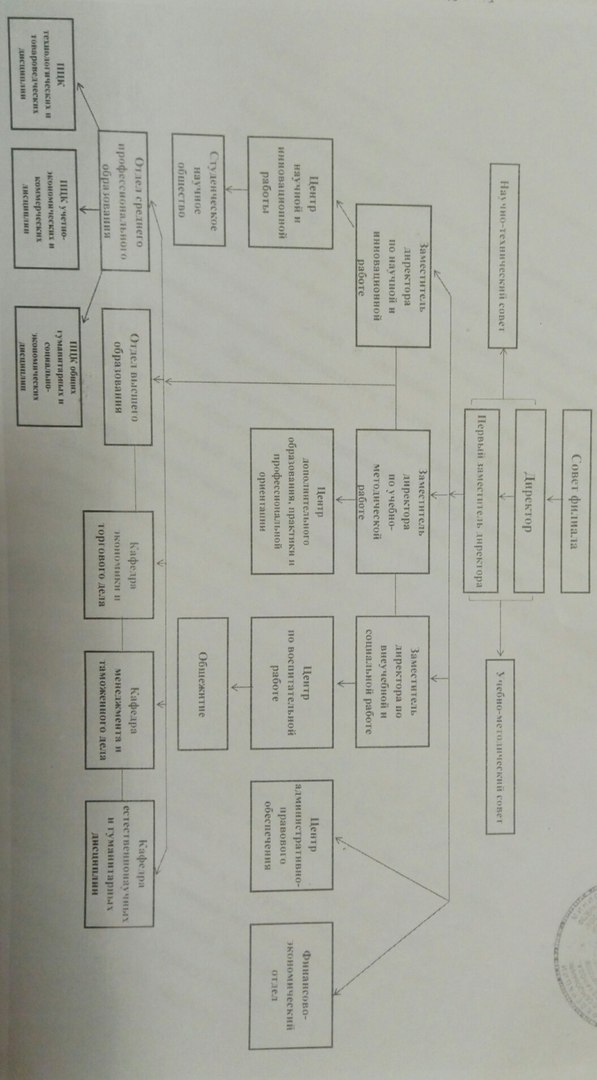 Совет филиала
Директор
Первый заместитель директора
Научно-технический совет
Учебно-методический совет
Заместитель
директора
по научной и
инновационной
работе
Заместитель
директора
по учебно-
методической
работе
Заместитель
директора по
внеучебной и
социальной работе
Центр
научной и
инновационной
работы
Центр
дополнительного
образования, практики и
профессиональной
ориентации
Центр
по воспитательной
работе
Центр
административно-
правового
обеспечения
Финансово-
экономический
отдел
Студенческое
научное
общество
Общежитие
Отдел среднего
профессионального
образования
Отдел высшего
образования
Кафедра
экономики и
торгового дела
Кафедра
менеджмента и
таможенного дела
Кафедра
естественнонаучных
и гуманитарных
дисциплин
ПЦК
технологических и
товароведческих
дисциплин
ПЦК учетно-
экономических и
коммерческих
дисциплин
ПЦК общих
гуманитарных и
социально-
экономических
дисциплин